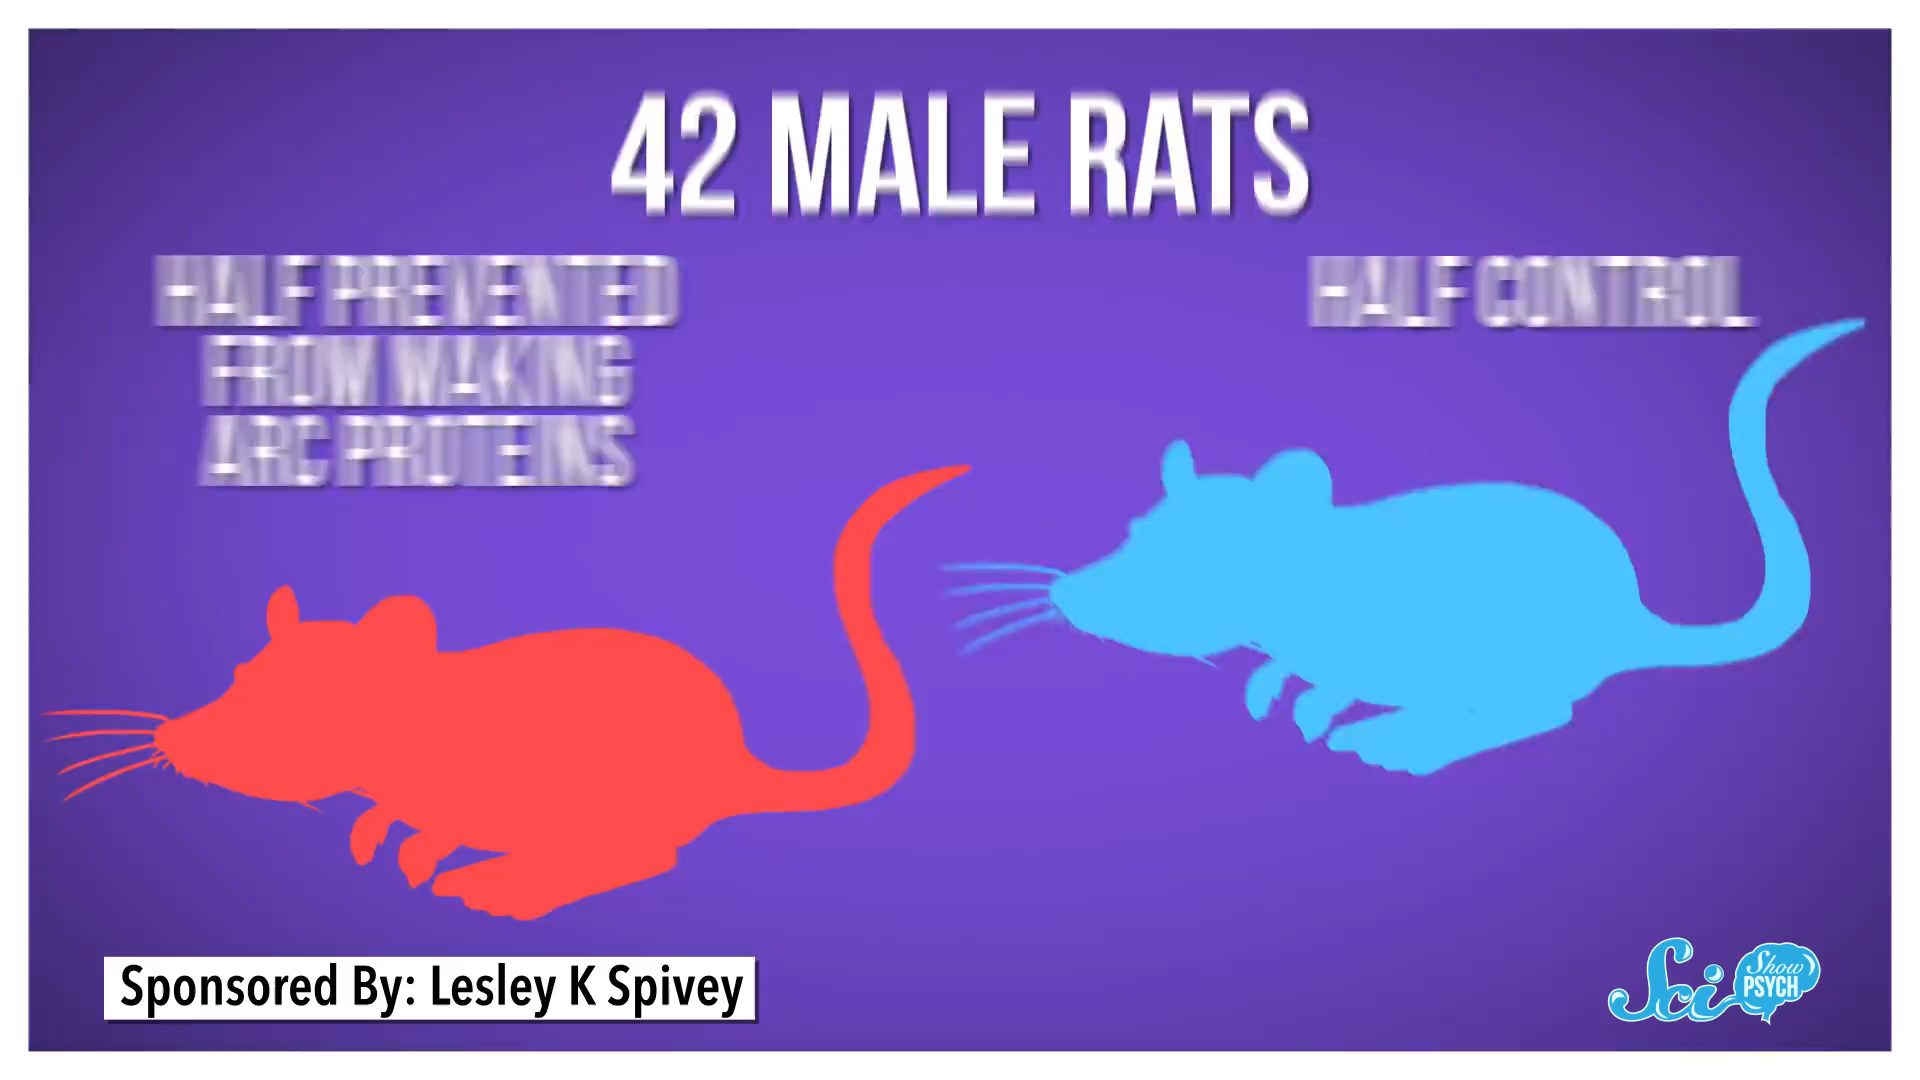 42 MALE RATS
HALF PREVENTED
FROM MAKING
ARC PROTEINS
HALF CONTROL
Sponsored By: Lesley K Spivey
Sci Show
PSYCH